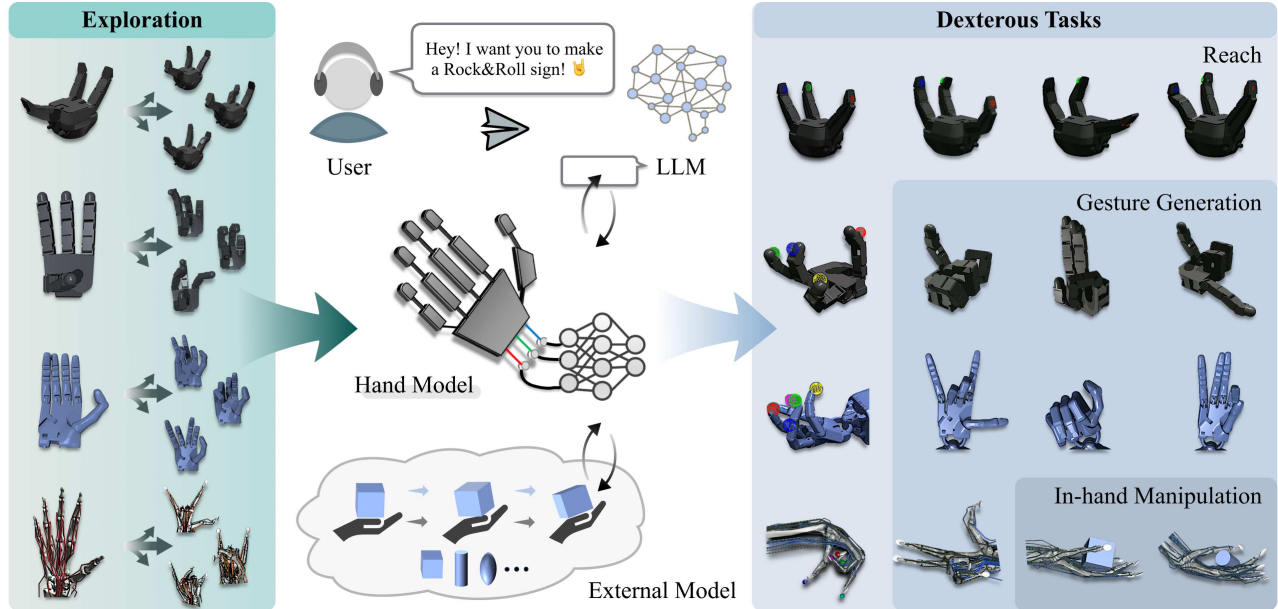 Exploration
Hey! I want you to make
a Rock&Roll sign! 🤘
User
LLM
Hand Model
External Model
Dexterous Tasks
Reach
Gesture Generation
In-hand Manipulation